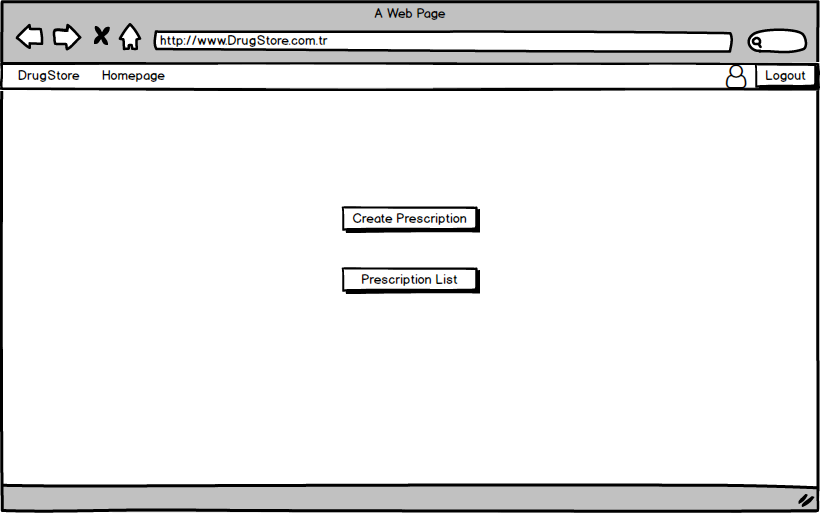 A Web Page
http://www.DrugStore.com.tr
DrugStore Homepage Logout
Create Prescription
Prescription List